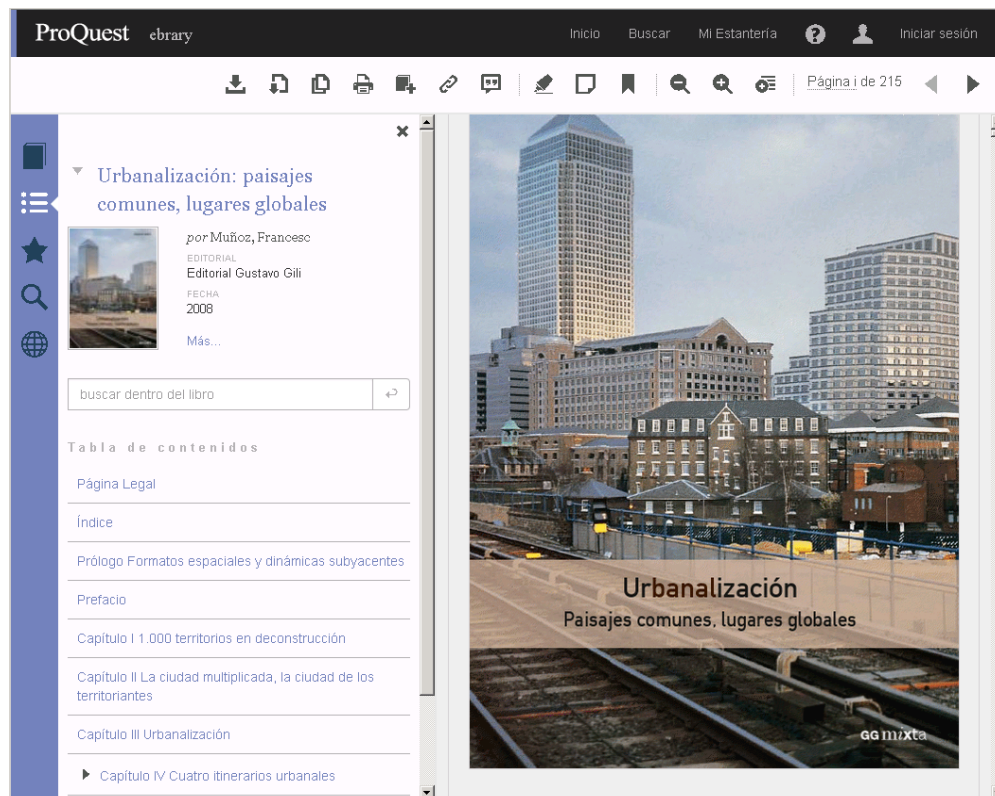 ProQuest ebrary
Inicio Buscar Mi Estantería ? Iniciar sesión
Página i de 215
Urbanalización: paisajes
comunes, lugares globales
por Muñoz, Francesc
EDITORIAL
Editorial Gustavo Gili
FECHA
2008
Más...
buscar dentro del libro
Tabla de contenidos
Página Legal
Índice
Prólogo Formatos espaciales y dinámicas subyacentes
Prefacio
Capítulo I 1.000 territorios en deconstrucción
Capítulo II La ciudad multiplicada, la ciudad de los
territoriantes
Capítulo III Urbanalización
Capítulo IV Cuatro itinerarios urbanales
Urbanalización
Paisajes comunes, lugares globales
GG mixta